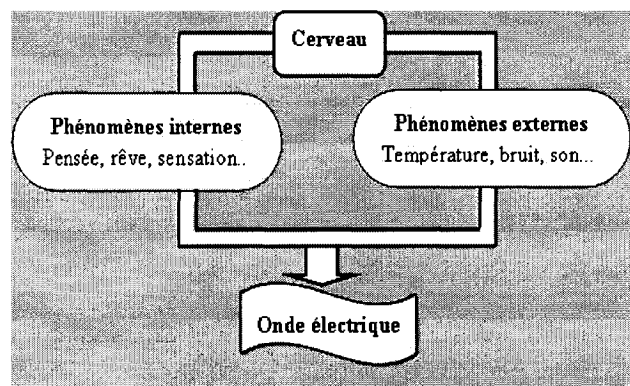 Cerveau
Phénomènes internes
Pensée, rêve, sensation..
Phénomènes externes
Température, bruit, son...
Onde électrique